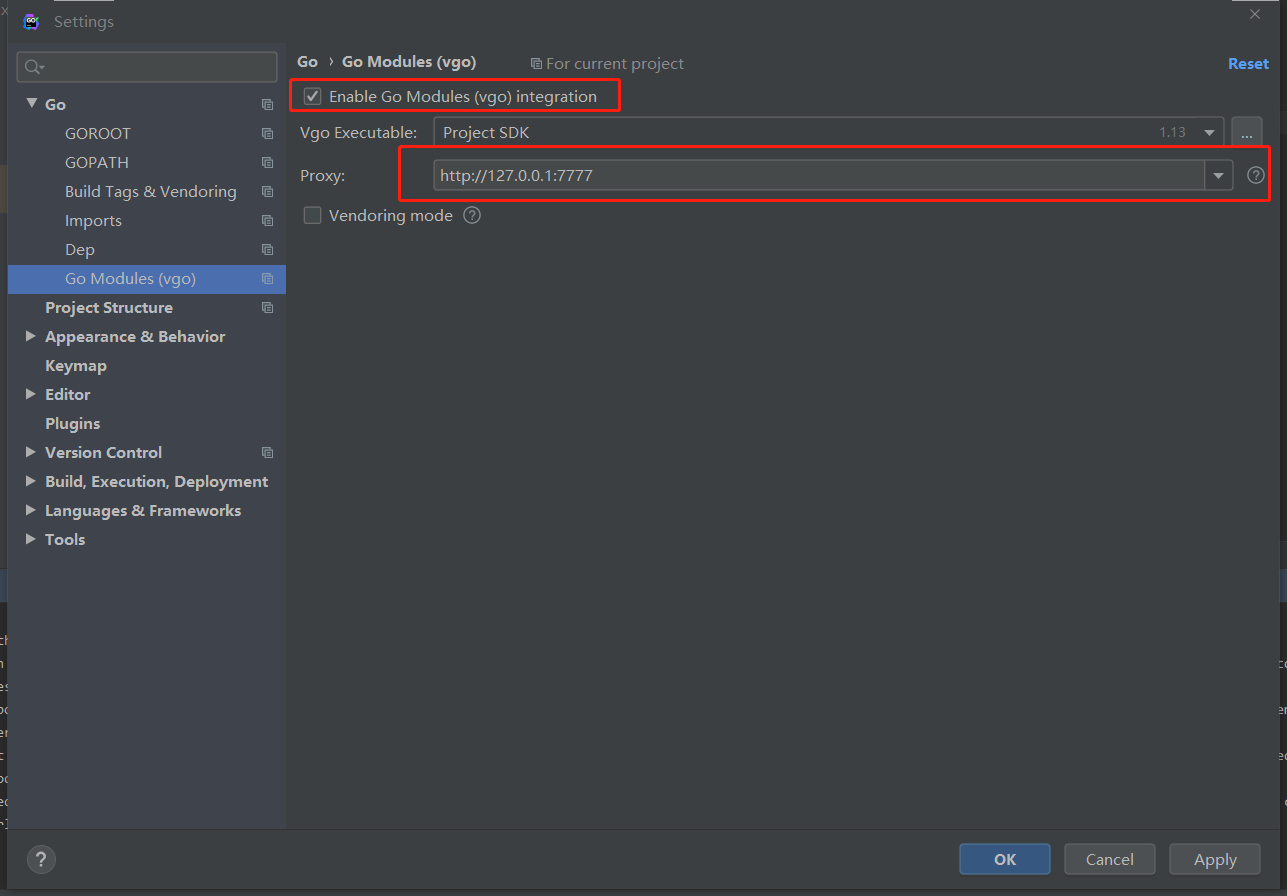 Settings
Go › Go Modules (vgo) For current project Reset
Enable Go Modules (vgo) integration
Vgo Executable: Project SDK 1.13 ...
Proxy: http://127.0.0.1:7777
Vendoring mode
Go
GOROOT
GOPATH
Build Tags & Vendoring
Imports
Dep
Go Modules (vgo)
Project Structure
Appearance & Behavior
Keymap
Editor
Plugins
Version Control
Build, Execution, Deployment
Languages & Frameworks
Tools
OK Cancel Apply